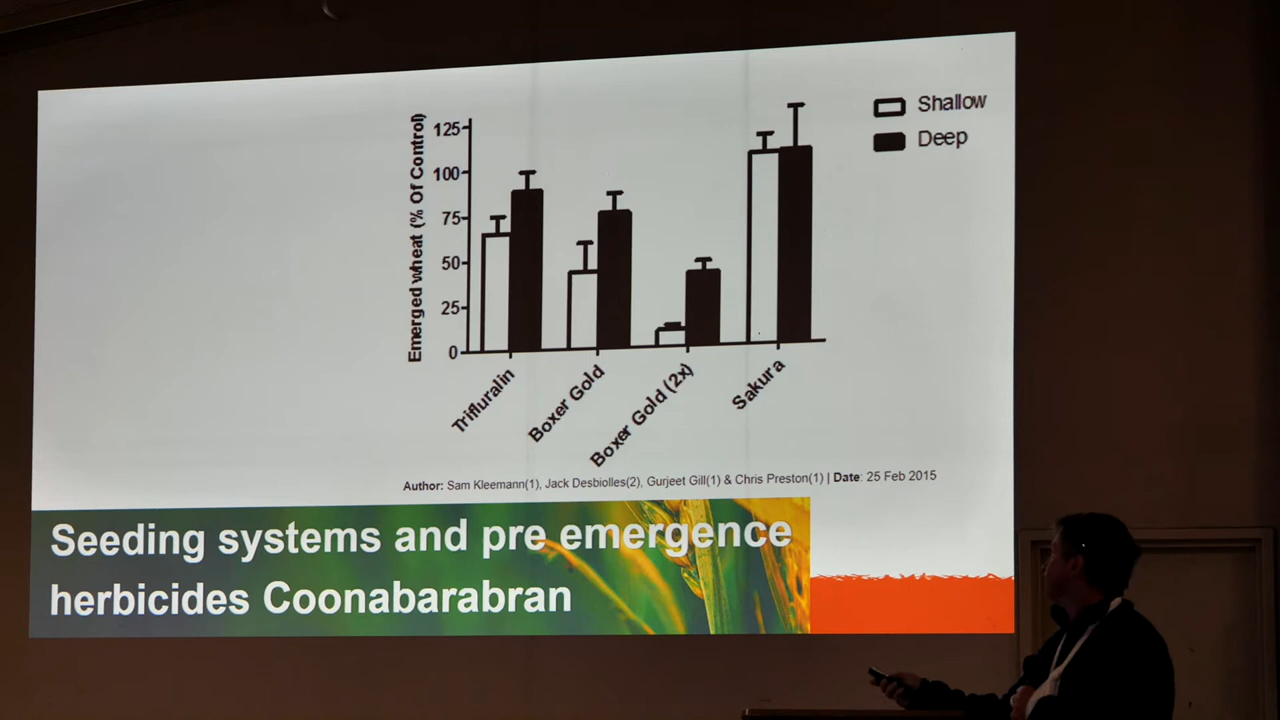 Shallow
Deep
Emerged wheat (% Of Control)
125
100
75
50
25
0
Trifluralin
Boxer Gold
Boxer Gold (2x)
Sakura
Author: Sam Kleemann(1), Jack Desbiolles(2), Gurjeet Gill(1) & Chris Preston(1) | Date: 25 Feb 2015
Seeding systems and pre emergence
herbicides Coonabarabran